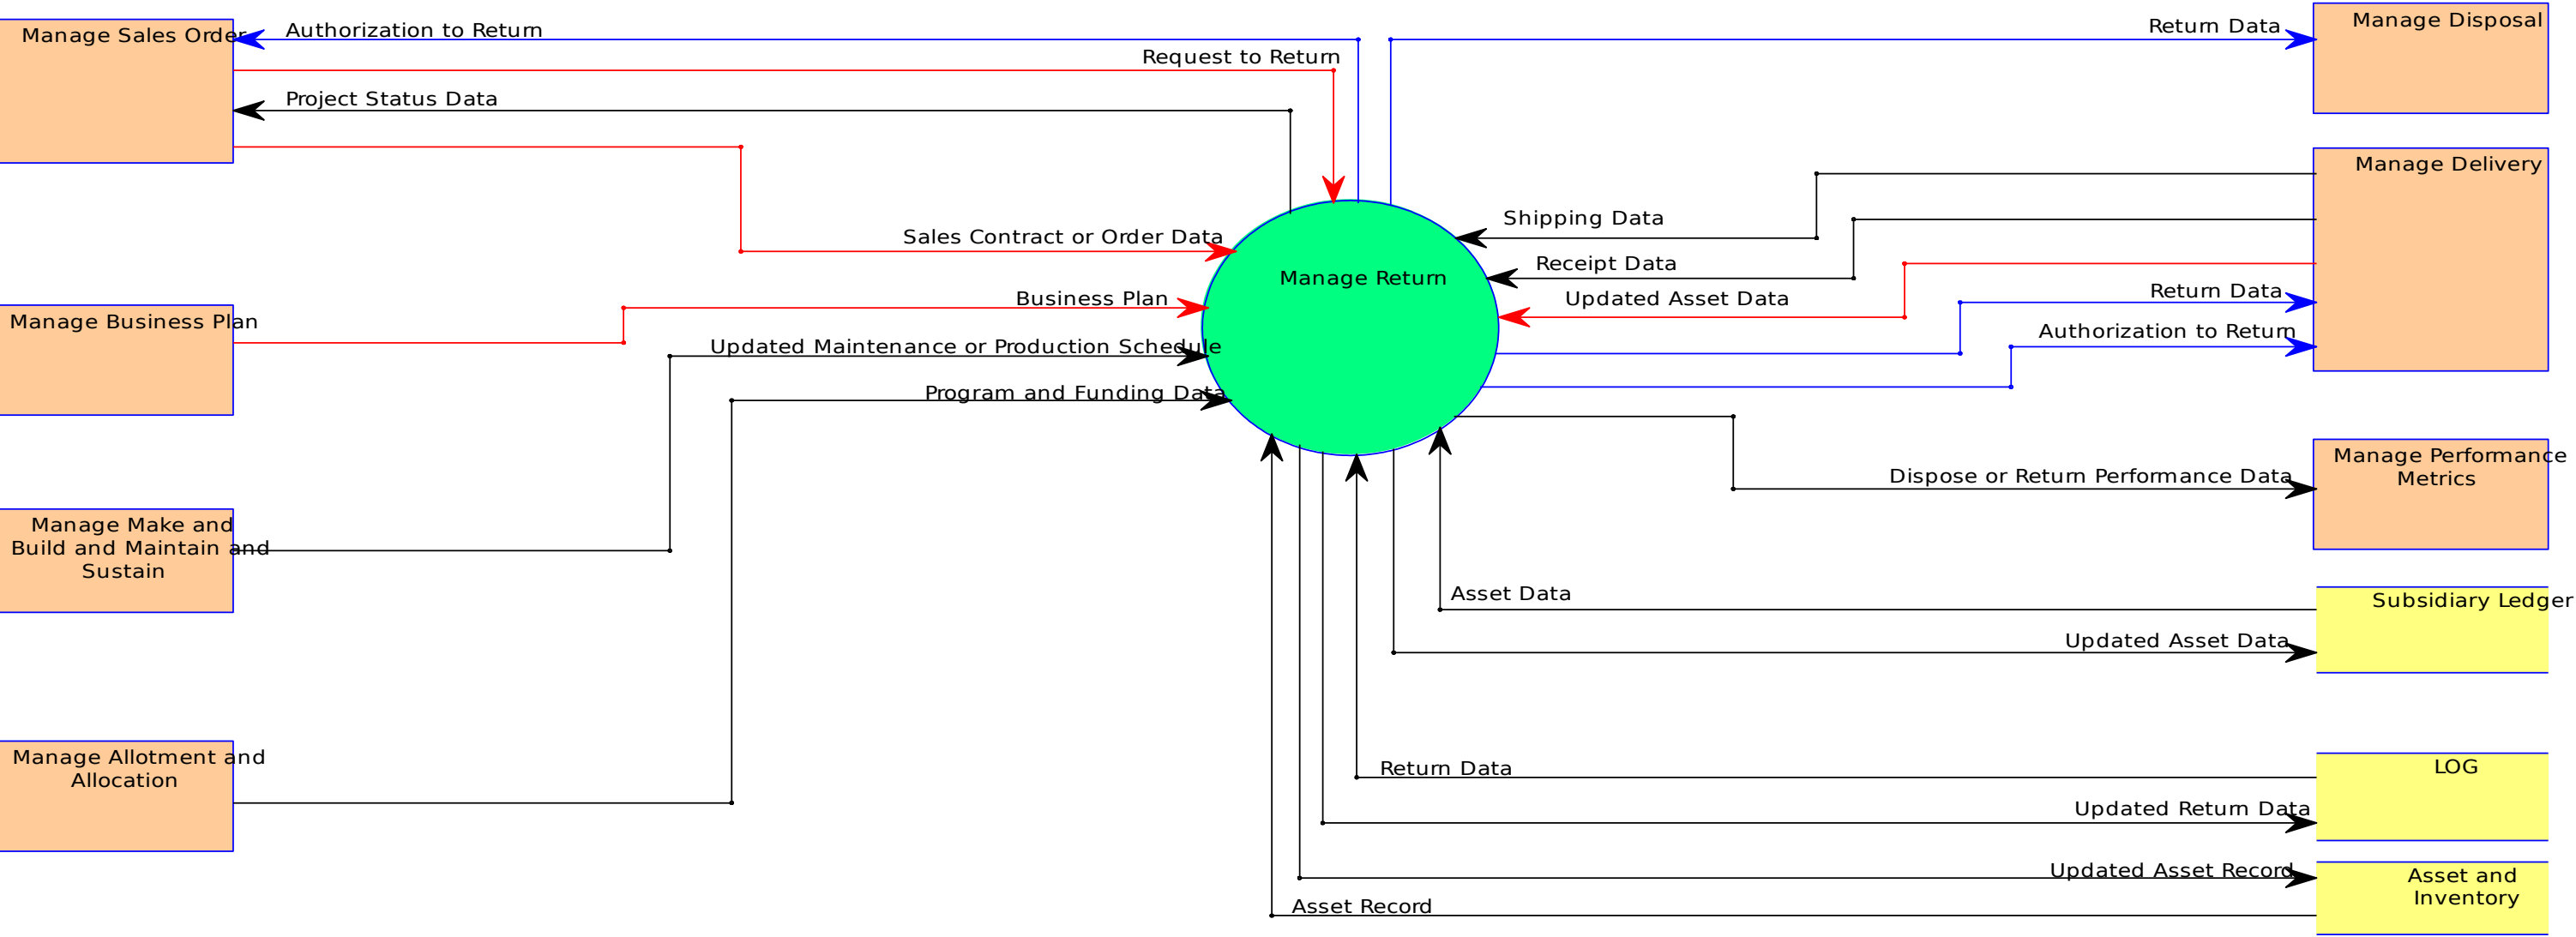 Manage Sales Order
Authorization to Return
Request to Return
Project Status Data
Sales Contract or Order Data
Manage Business Plan
Business Plan
Updated Maintenance or Production Schedule
Program and Funding Data
Manage Make and
Build and Maintain and
Sustain
Manage Allotment and
Allocation
Manage Return
Return Data
Manage Disposal
Manage Delivery
Shipping Data
Receipt Data
Updated Asset Data
Return Data
Authorization to Return
Manage Performance
Metrics
Dispose or Return Performance Data
Asset Data
Subsidiary Ledger
Updated Asset Data
Return Data
LOG
Updated Return Data
Updated Asset Record
Asset and
Inventory
Asset Record